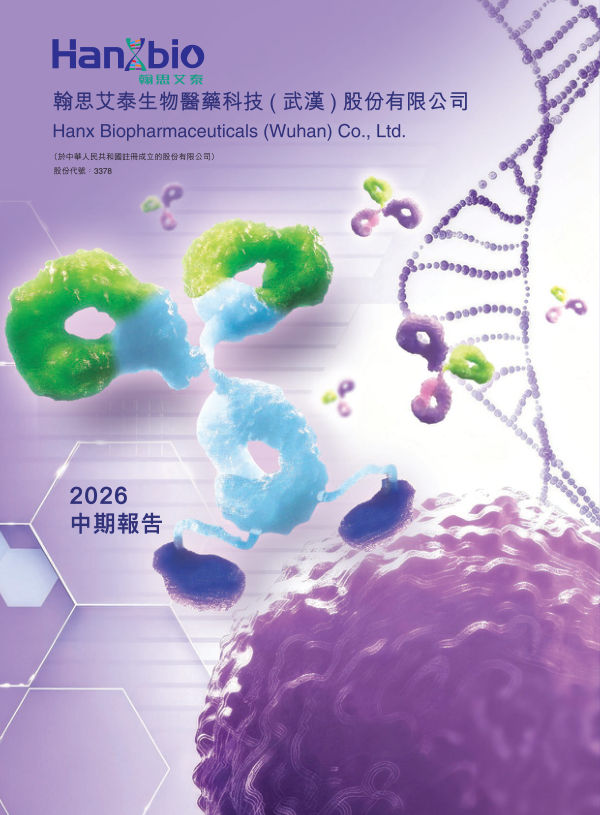 Hanxbio
翰思艾泰
翰思艾泰生物醫藥科技(武漢)股份有限公司
Hanx Biopharmaceuticals (Wuhan) Co., Ltd.
(於中華人民共和國註冊成立的股份有限公司)
股份代號：3378
2026
中期報告